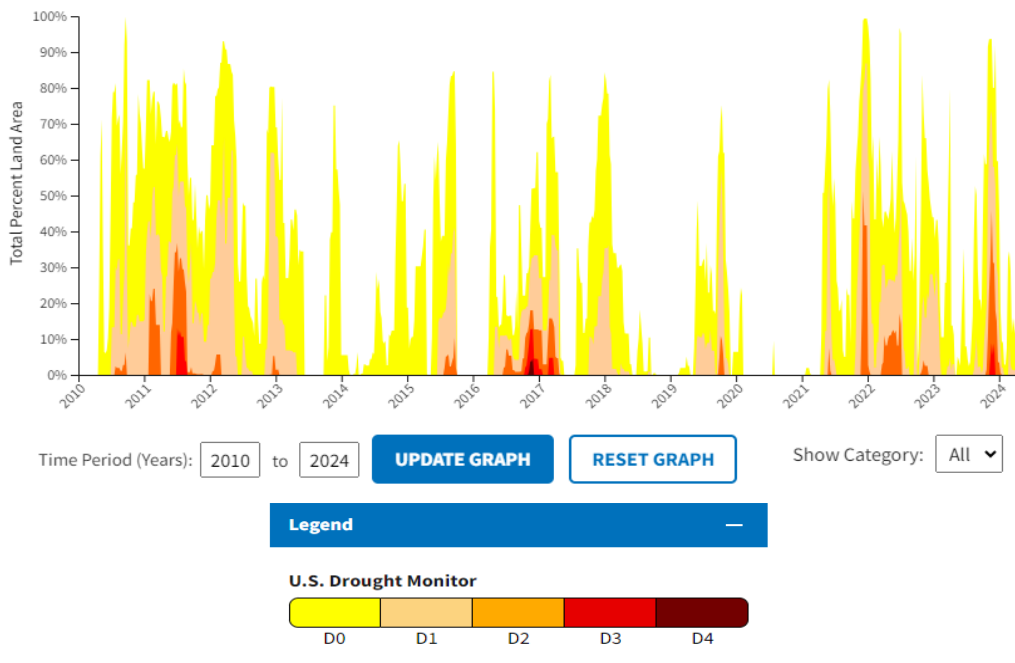 100%
90%
80%
70%
60%
50%
40%
30%
20%
10%
0%
Total Percent Land Area
2010 2011 2012 2013 2014 2015 2016 2017 2018 2019 2020 2021 2022 2023 2024
Time Period (Years): 2010 to 2024 UPDATE GRAPH RESET GRAPH Show Category: All
Legend
U.S. Drought Monitor
D0 D1 D2 D3 D4